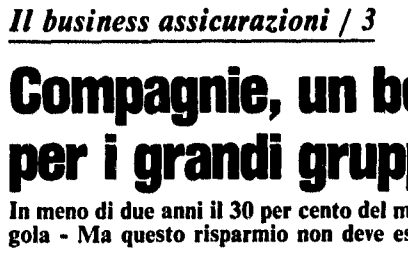 Il business assicurazioni / 3
Compagnie, un
per i grandi
In meno di due anni il 30 per cento del
gola - Ma questo risparmio non deve